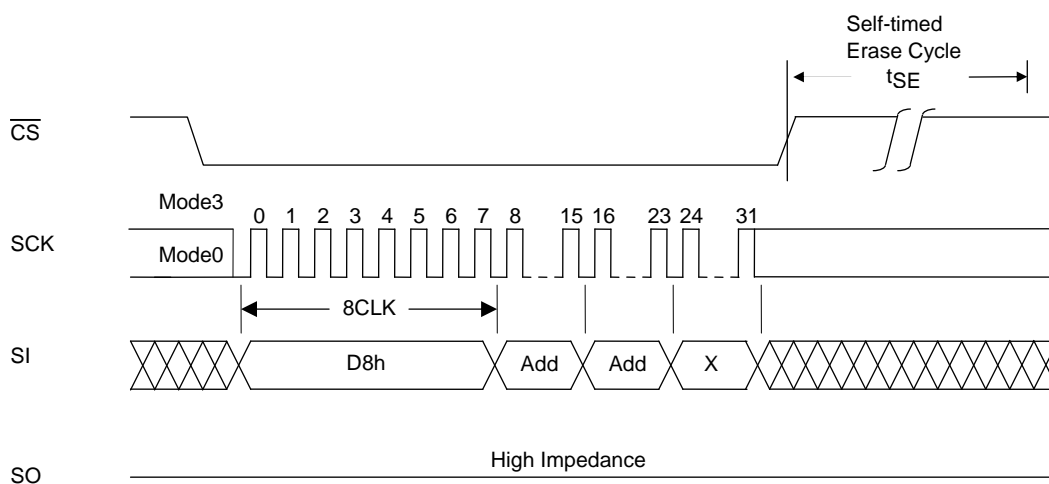 Self-timed
Erase Cycle
tSE
CS
Mode3
0 1 2 3 4 5 6 7 8 15 16 23 24 31
SCK
Mode0
8CLK
SI
D8h Add Add X
High Impedance
SO